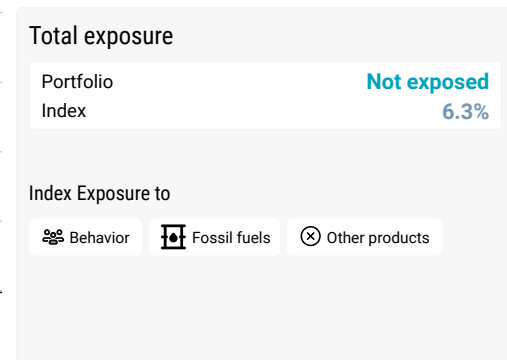 Total exposure
Portfolio Not exposed
Index 6.3%
Index Exposure to
Behavior Fossil fuels Other products